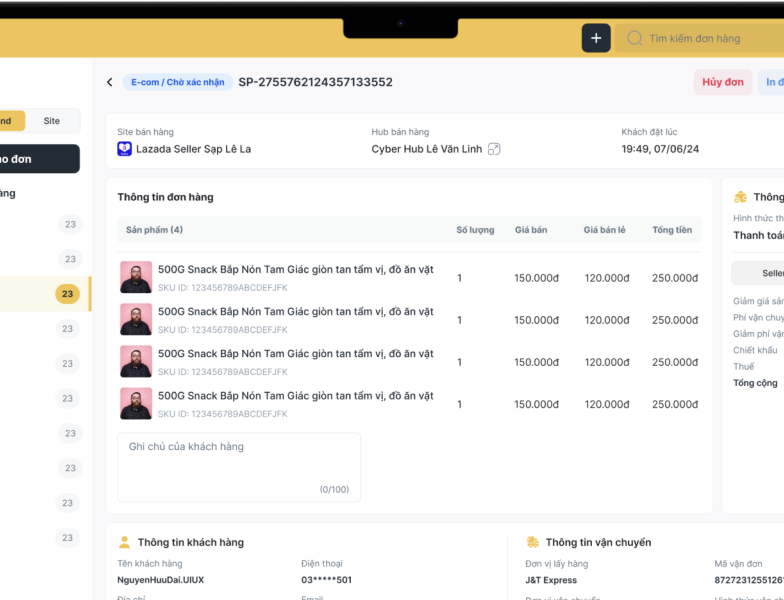 +
Tìm kiếm đơn hàng
E-com / Chờ xác nhận
SP-2755762124357133552
Hủy đơn
In đ
nd
Site
Site bán hàng
Hub bán hàng
Khách đặt lúc
Lazada Seller Sạp Lê La
Cyber Hub Lê Văn Linh
19:49, 07/06/24
ạo đơn
àng
Thông tin đơn hàng
Thông
Sản phẩm (4)
Số lượng
Giá bán
Giá bán lẻ
Tổng tiền
Hình thức th
Thanh toá
23
23
23
23
23
23
23
23
23
23
500G Snack Bắp Nón Tam Giác giòn tan tẩm vị, đồ ăn vặt
SKU ID: 123456789ABCDEFJFK
1
150.000đ
120.000đ
250.000đ
500G Snack Bắp Nón Tam Giác giòn tan tẩm vị, đồ ăn vặt
SKU ID: 123456789ABCDEFJFK
1
150.000đ
120.000đ
250.000đ
500G Snack Bắp Nón Tam Giác giòn tan tẩm vị, đồ ăn vặt
SKU ID: 123456789ABCDEFJFK
1
150.000đ
120.000đ
250.000đ
500G Snack Bắp Nón Tam Giác giòn tan tẩm vị, đồ ăn vặt
SKU ID: 123456789ABCDEFJFK
1
150.000đ
120.000đ
250.000đ
Seller
Giảm giá sản
Phí vận chuy
Giảm phí vận
Chiết khấu
Thuế
Tổng cộng
Ghi chú của khách hàng
(0/100)
Thông tin khách hàng
Tên khách hàng
Điện thoại
NguyenHuuDai.UIUX
03*****501
Địa chỉ
Email
Thông tin vận chuyển
Đơn vị lấy hàng
Mã vận đơn
J&T Express
8727231255126
Đơn vị vận chuyển